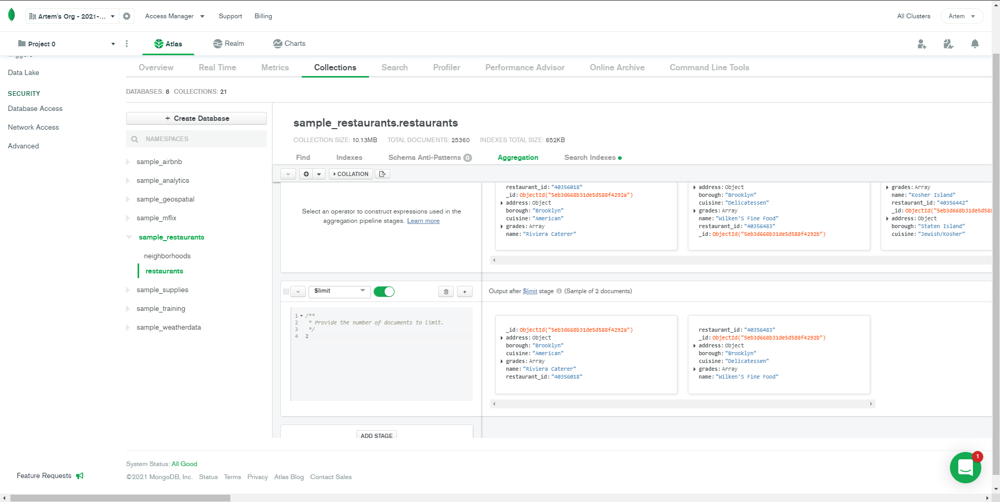 Artem's Org - 2021-... Access Manager Support Billing All Clusters Artem
Project 0 Atlas Realm Charts
Triggers
Data Lake
SECURITY
Database Access
Network Access
Advanced
Feature Requests
Overview Real Time Metrics Collections Search Profiler Performance Advisor Online Archive Command Line Tools
DATABASES: 8 COLLECTIONS: 21
+ Create Database
NAMESPACES
sample_airbnb
sample_analytics
sample_geospatial
sample_mflix
sample_restaurants
neighborhoods
restaurants
sample_supplies
sample_training
sample_weatherdata
sample_restaurants.restaurants
COLLECTION SIZE: 10.13MB TOTAL DOCUMENTS: 25360 INDEXES TOTAL SIZE: 652KB
Find Indexes Schema Anti-Patterns 0 Aggregation Search Indexes
COLLATION
Select an operator to construct expressions used in the
aggregation pipeline stages. Learn more
restaurant_id: "40356018"
_id: ObjectId("5eb3d668b31de5d588f4292a")
address: Object
borough: "Brooklyn"
cuisine: "American"
grades: Array
name: "Riviera Caterer"
address: Object
borough: "Brooklyn"
cuisine: "Delicatessen"
grades: Array
name: "Wilken'S Fine Food"
restaurant_id: "40356483"
_id: ObjectId("5eb3d668b31de5d588f4292b")
grades: Array
name: "Kosher Island"
restaurant_id: "40356442"
_id: ObjectId("5eb3d668b31de5d588
address: Object
borough: "Staten Island"
cuisine: "Jewish/Kosher"
$limit
+
Output after $limit stage (Sample of 2 documents)
1 /**
2 * Provide the number of documents to limit.
3 */
4 2
_id: ObjectId("5eb3d668b31de5d588f4292a")
address: Object
borough: "Brooklyn"
cuisine: "American"
grades: Array
name: "Riviera Caterer"
restaurant_id: "40356018"
restaurant_id: "40356483"
_id: ObjectId("5eb3d668b31de5d588f4292b")
address: Object
borough: "Brooklyn"
cuisine: "Delicatessen"
grades: Array
name: "Wilken'S Fine Food"
ADD STAGE
System Status: All Good
©2021 MongoDB, Inc. Status Terms Privacy Atlas Blog Contact Sales
1